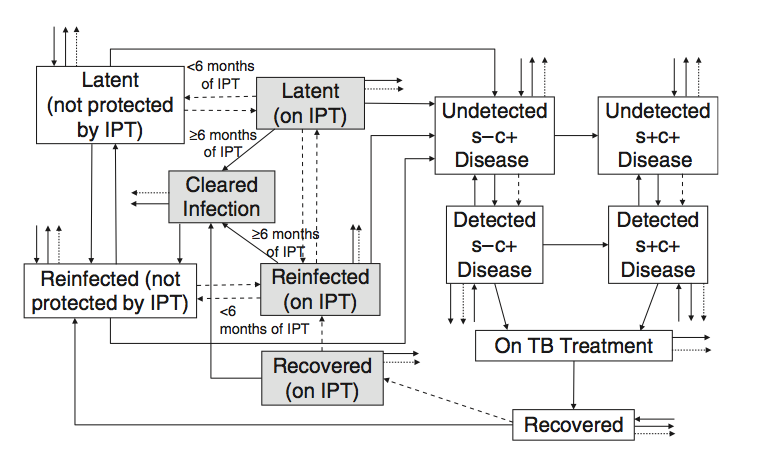 Latent
(not protected
by IPT)
<6 months
of IPT
Latent
(on IPT)
≥6 months
of IPT
Cleared
Infection
≥6 months
of IPT
Reinfected (not
protected by IPT)
Reinfected
(on IPT)
<6
months of IPT
Recovered
(on IPT)
Undetected
s−c+
Disease
Undetected
s+c+
Disease
Detected
s−c+
Disease
Detected
s+c+
Disease
On TB Treatment
Recovered